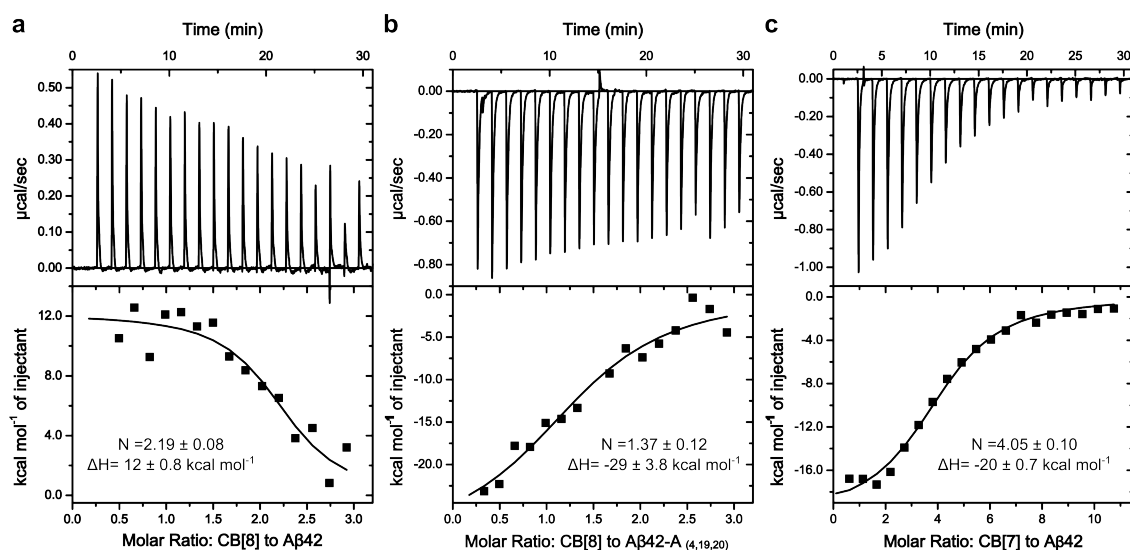 a
Time (min)
0 10 20 30
0.50
0.40
0.30
0.20
0.10
0.00
µcal/sec
12.0
8.0
4.0
0.0
kcal mol⁻¹ of injectant
N =2.19 ± 0.08
ΔH= 12 ± 0.8 kcal mol⁻¹
0.0 0.5 1.0 1.5 2.0 2.5 3.0
Molar Ratio: CB[8] to Aβ42
b
Time (min)
0 10 20 30
0.00
-0.20
-0.40
-0.60
-0.80
µcal/sec
0.0
-5.0
-10.0
-15.0
-20.0
kcal mol⁻¹ of injectant
N =1.37 ± 0.12
ΔH= -29 ± 3.8 kcal mol⁻¹
0.0 0.5 1.0 1.5 2.0 2.5 3.0
Molar Ratio: CB[8] to Aβ42-A (4,19,20)
c
Time (min)
0 5 10 15 20 25 30
0.00
-0.20
-0.40
-0.60
-0.80
-1.00
µcal/sec
0.0
-4.0
-8.0
-12.0
-16.0
kcal mol⁻¹ of injectant
N =4.05 ± 0.10
ΔH= -20 ± 0.7 kcal mol⁻¹
0 2 4 6 8 10
Molar Ratio: CB[7] to Aβ42